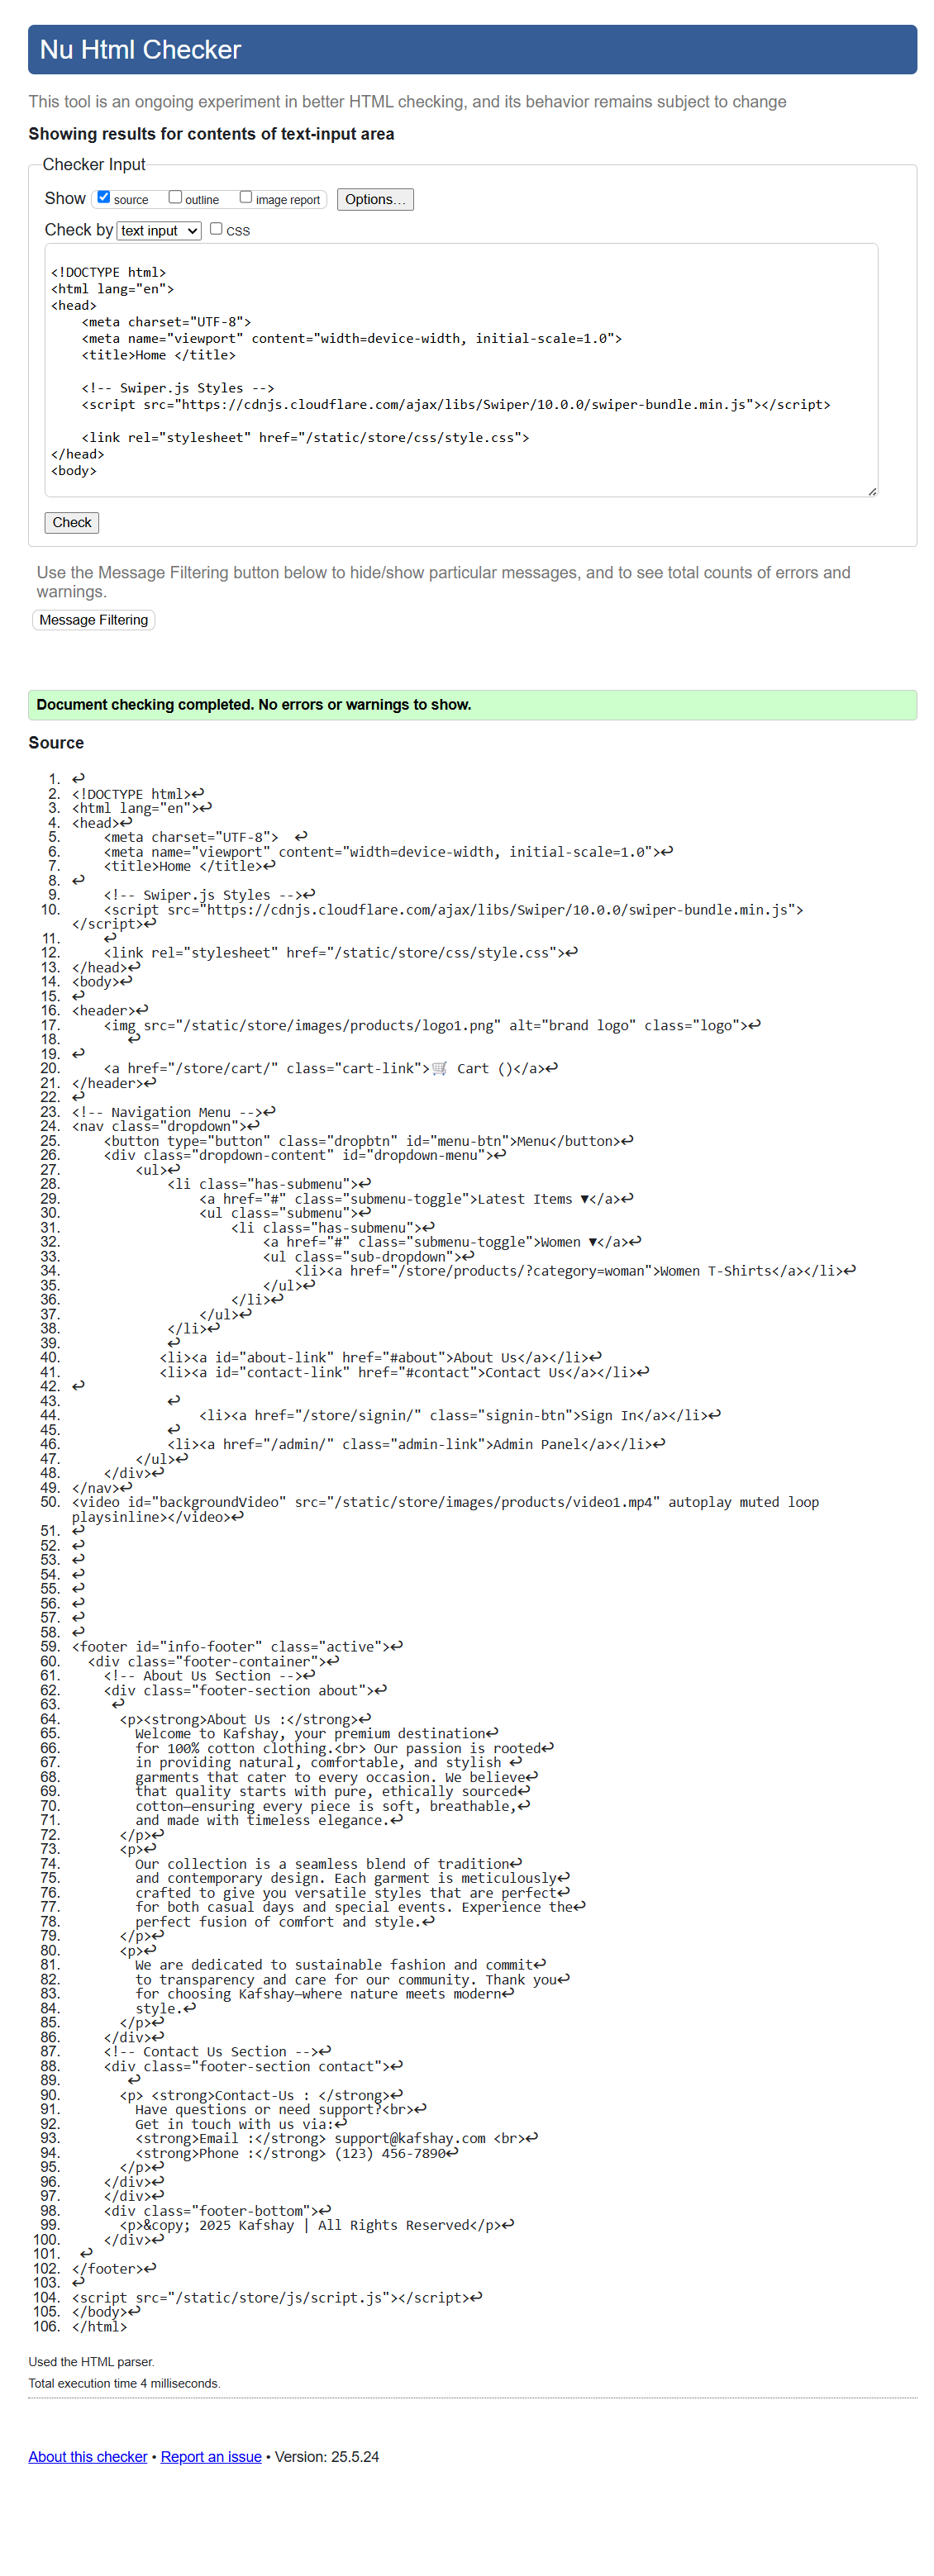 Nu Html Checker
This tool is an ongoing experiment in better HTML checking, and its behavior remains subject to change
Showing results for contents of text-input area
Checker Input
Show source outline image report Options...
Check by text input CSS
<!DOCTYPE html>
<html lang="en">
<head>
    <meta charset="UTF-8">
    <meta name="viewport" content="width=device-width, initial-scale=1.0">
    <title>Home </title>
    <!-- Swiper.js Styles -->
    <script src="https://cdnjs.cloudflare.com/ajax/libs/Swiper/10.0.0/swiper-bundle.min.js"></script>
    <link rel="stylesheet" href="/static/store/css/style.css">
</head>
<body>
Check
Use the Message Filtering button below to hide/show particular messages, and to see total counts of errors and
warnings.
Message Filtering
Document checking completed. No errors or warnings to show.
Source
1. ↩
2. <!DOCTYPE html>↩
3. <html lang="en">↩
4. <head>↩
5.     <meta charset="UTF-8">  ↩
6.     <meta name="viewport" content="width=device-width, initial-scale=1.0">↩
7.     <title>Home </title>↩
8. ↩
9.     <!-- Swiper.js Styles -->↩
10.     <script src="https://cdnjs.cloudflare.com/ajax/libs/Swiper/10.0.0/swiper-bundle.min.js">
</script>↩
11.     ↩
12.     <link rel="stylesheet" href="/static/store/css/style.css">↩
13. </head>↩
14. <body>↩
15. ↩
16. <header>↩
17.     <img src="/static/store/images/products/logo1.png" alt="brand logo" class="logo">↩
18.        ↩
19. ↩
20.     <a href="/store/cart/" class="cart-link">🛒 Cart ()</a>↩
21. </header>↩
22. ↩
23. <!-- Navigation Menu -->↩
24. <nav class="dropdown">↩
25.     <button type="button" class="dropbtn" id="menu-btn">Menu</button>↩
26.     <div class="dropdown-content" id="dropdown-menu">↩
27.         <ul>↩
28.             <li class="has-submenu">↩
29.                 <a href="#" class="submenu-toggle">Latest Items ▼</a>↩
30.                 <ul class="submenu">↩
31.                     <li class="has-submenu">↩
32.                         <a href="#" class="submenu-toggle">Women ▼</a>↩
33.                         <ul class="sub-dropdown">↩
34.                             <li><a href="/store/products/?category=woman">Women T-Shirts</a></li>↩
35.                         </ul>↩
36.                     </li>↩
37.                 </ul>↩
38.             </li>↩
39.             ↩
40.            <li><a id="about-link" href="#about">About Us</a></li>↩
41.            <li><a id="contact-link" href="#contact">Contact Us</a></li>↩
42. ↩
43.             ↩
44.                 <li><a href="/store/signin/" class="signin-btn">Sign In</a></li>↩
45.             ↩
46.             <li><a href="/admin/" class="admin-link">Admin Panel</a></li>↩
47.         </ul>↩
48.     </div>↩
49. </nav>↩
50. <video id="backgroundVideo" src="/static/store/images/products/video1.mp4" autoplay muted loop
playsinline></video>↩
51. ↩
52. ↩
53. ↩
54. ↩
55. ↩
56. ↩
57. ↩
58. ↩
59. <footer id="info-footer" class="active">↩
60.   <div class="footer-container">↩
61.     <!-- About Us Section -->↩
62.     <div class="footer-section about">↩
63.      ↩
64.       <p><strong>About Us :</strong>↩
65.         Welcome to Kafshay, your premium destination↩
66.         for 100% cotton clothing.<br> Our passion is rooted↩
67.         in providing natural, comfortable, and stylish ↩
68.         garments that cater to every occasion. We believe↩
69.         that quality starts with pure, ethically sourced↩
70.         cotton—ensuring every piece is soft, breathable,↩
71.         and made with timeless elegance.↩
72.       </p>↩
73.       <p>↩
74.         Our collection is a seamless blend of tradition↩
75.         and contemporary design. Each garment is meticulously↩
76.         crafted to give you versatile styles that are perfect↩
77.         for both casual days and special events. Experience the↩
78.         perfect fusion of comfort and style.↩
79.       </p>↩
80.       <p>↩
81.         We are dedicated to sustainable fashion and commit↩
82.         to transparency and care for our community. Thank you↩
83.         for choosing Kafshay—where nature meets modern↩
84.         style.↩
85.       </p>↩
86.     </div>↩
87.     <!-- Contact Us Section -->↩
88.     <div class="footer-section contact">↩
89.        ↩
90.       <p> <strong>Contact-Us : </strong>↩
91.         Have questions or need support?<br>↩
92.         Get in touch with us via:↩
93.         <strong>Email :</strong> support@kafshay.com <br>↩
94.         <strong>Phone :</strong> (123) 456-7890↩
95.       </p>↩
96.     </div>↩
97.     </div>↩
98.     <div class="footer-bottom">↩
99.       <p>&copy; 2025 Kafshay | All Rights Reserved</p>↩
100.     </div>↩
101.  ↩
102. </footer>↩
103. ↩
104. <script src="/static/store/js/script.js"></script>↩
105. </body>↩
106. </html>
Used the HTML parser.
Total execution time 4 milliseconds.
About this checker • Report an issue • Version: 25.5.24